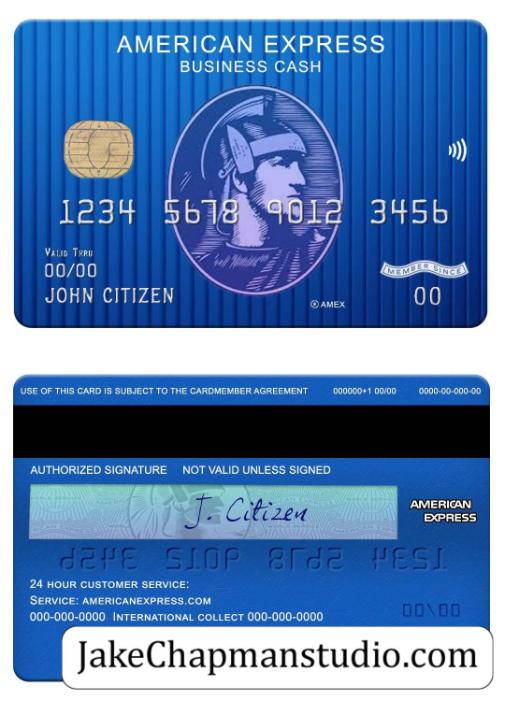 AMERICAN EXPRESS
BUSINESS CASH
1234 5678 9012 3456
VALID THRU
00/00
MEMBER SINCE
JOHN CITIZEN
00
© AMEX
USE OF THIS CARD IS SUBJECT TO THE CARDMEMBER AGREEMENT 000000+1 00/00 0000-00-000-00
AUTHORIZED SIGNATURE NOT VALID UNLESS SIGNED
J. Citizen
AMERICAN
EXPRESS
24 HOUR CUSTOMER SERVICE:
SERVICE: AMERICANEXPRESS.COM
000-000-0000 INTERNATIONAL COLLECT 000-000-0000
00\00
JakeChapmanstudio.com